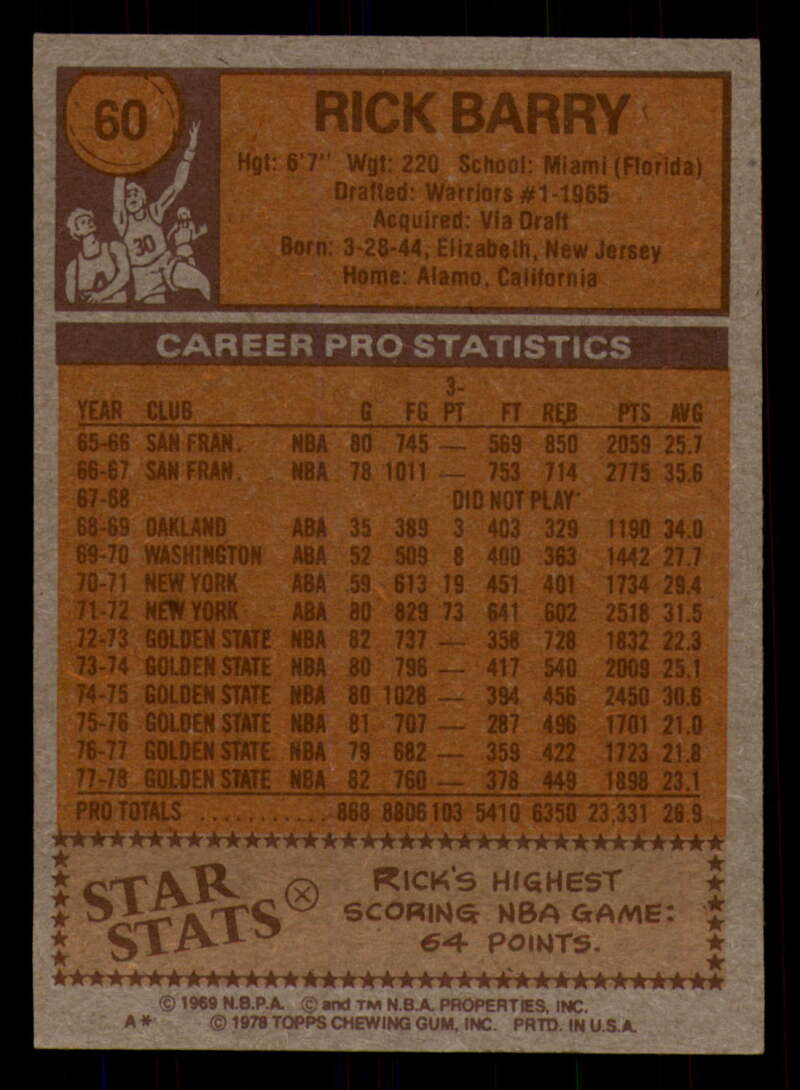 60
RICK BARRY
Hgt: 6'7" Wgt: 220 School: Miami (Florida)
Drafted: Warriors #1-1965
Acquired: Via Draft
Born: 3-28-44, Elizabeth, New Jersey
Home: Alamo, California
30
CAREER PRO STATISTICS
YEAR CLUB G FG 3-PT FT REB PTS AVG
65-66 SAN FRAN. NBA 80 745 — 569 850 2059 25.7
66-67 SAN FRAN. NBA 78 1011 — 753 714 2775 35.6
67-68 DID NOT PLAY
68-69 OAKLAND ABA 35 389 3 403 329 1190 34.0
69-70 WASHINGTON ABA 52 509 8 400 363 1442 27.7
70-71 NEW YORK ABA 59 613 19 451 401 1734 29.4
71-72 NEW YORK ABA 80 829 73 641 602 2518 31.5
72-73 GOLDEN STATE NBA 82 737 — 358 728 1832 22.3
73-74 GOLDEN STATE NBA 80 796 — 417 540 2009 25.1
74-75 GOLDEN STATE NBA 80 1028 — 394 456 2450 30.6
75-76 GOLDEN STATE NBA 81 707 — 287 496 1701 21.0
76-77 GOLDEN STATE NBA 79 682 — 359 422 1723 21.8
77-78 GOLDEN STATE NBA 82 760 — 378 449 1898 23.1
PRO TOTALS ........... 868 8806 103 5410 6350 23,331 26.9
STAR STATS
RICK'S HIGHEST
SCORING NBA GAME:
64 POINTS.
© 1969 N.B.P.A. © and TM N.B.A. PROPERTIES, INC.
A* © 1978 TOPPS CHEWING GUM, INC. PRTD. IN U.S.A.